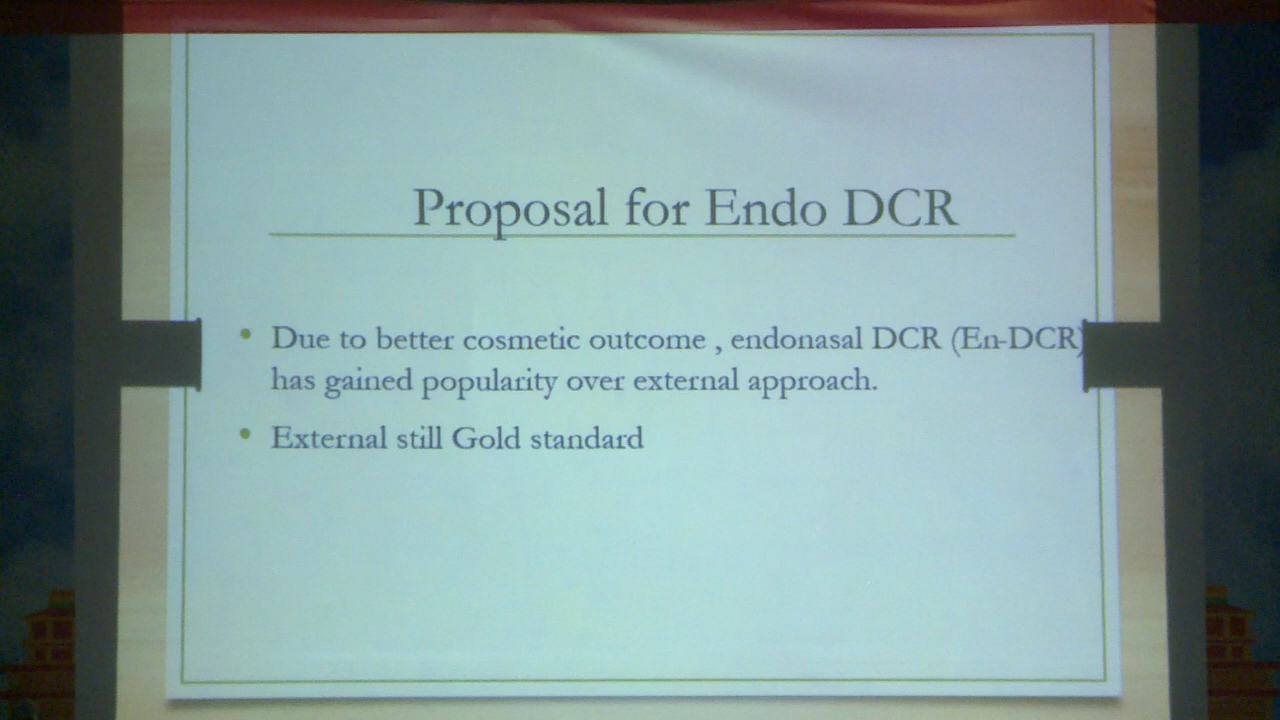 Proposal for Endo DCR
• Due to better cosmetic outcome , endonasal DCR (En-DCR)
has gained popularity over external approach.
• External still Gold standard